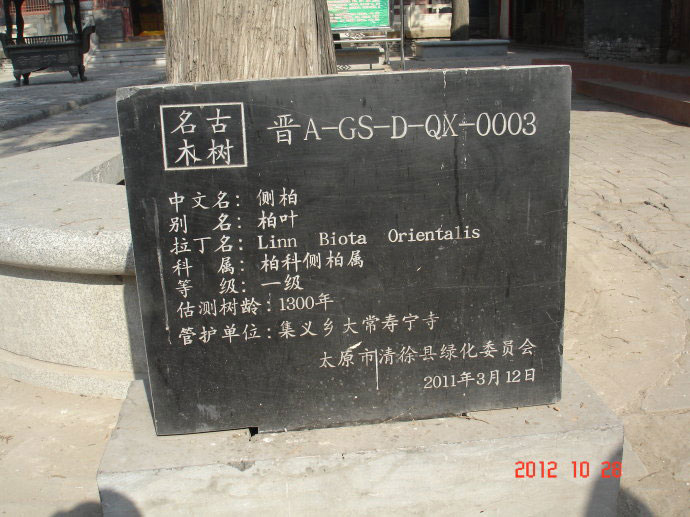 古树
名木
晋A-GS-D-QX-0003
中文名：侧柏
别 名：柏叶
拉丁名：Linn Biota Orientalis
科 属：柏科侧柏属
等 级：一级
估测树龄：1300年
管护单位：集义乡大常寿宁寺
太原市清徐县绿化委员会
2011年3月12日
2012 10 28